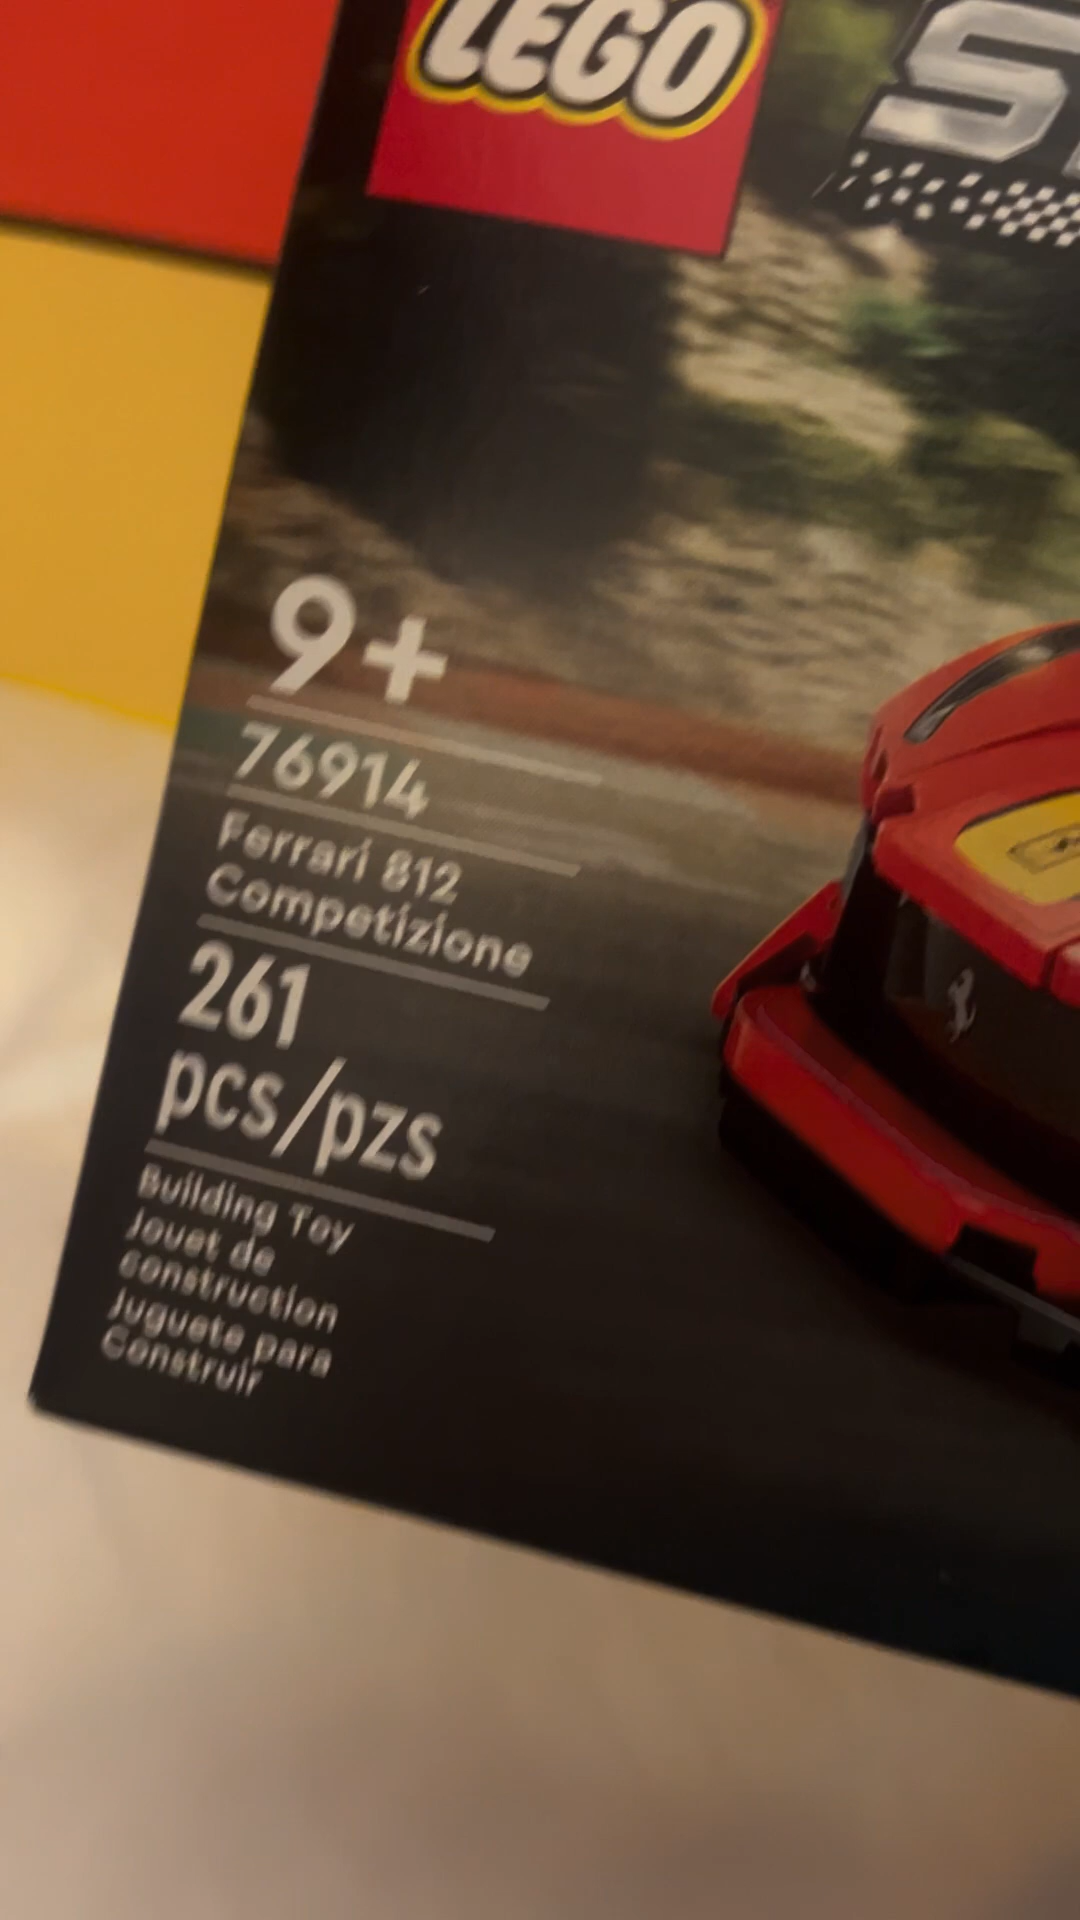 LEGO
9+
76914
Ferrari 812
Competizione
261
pcs/pzs
Building Toy
Jouet de
construction
Juguete para
Construir